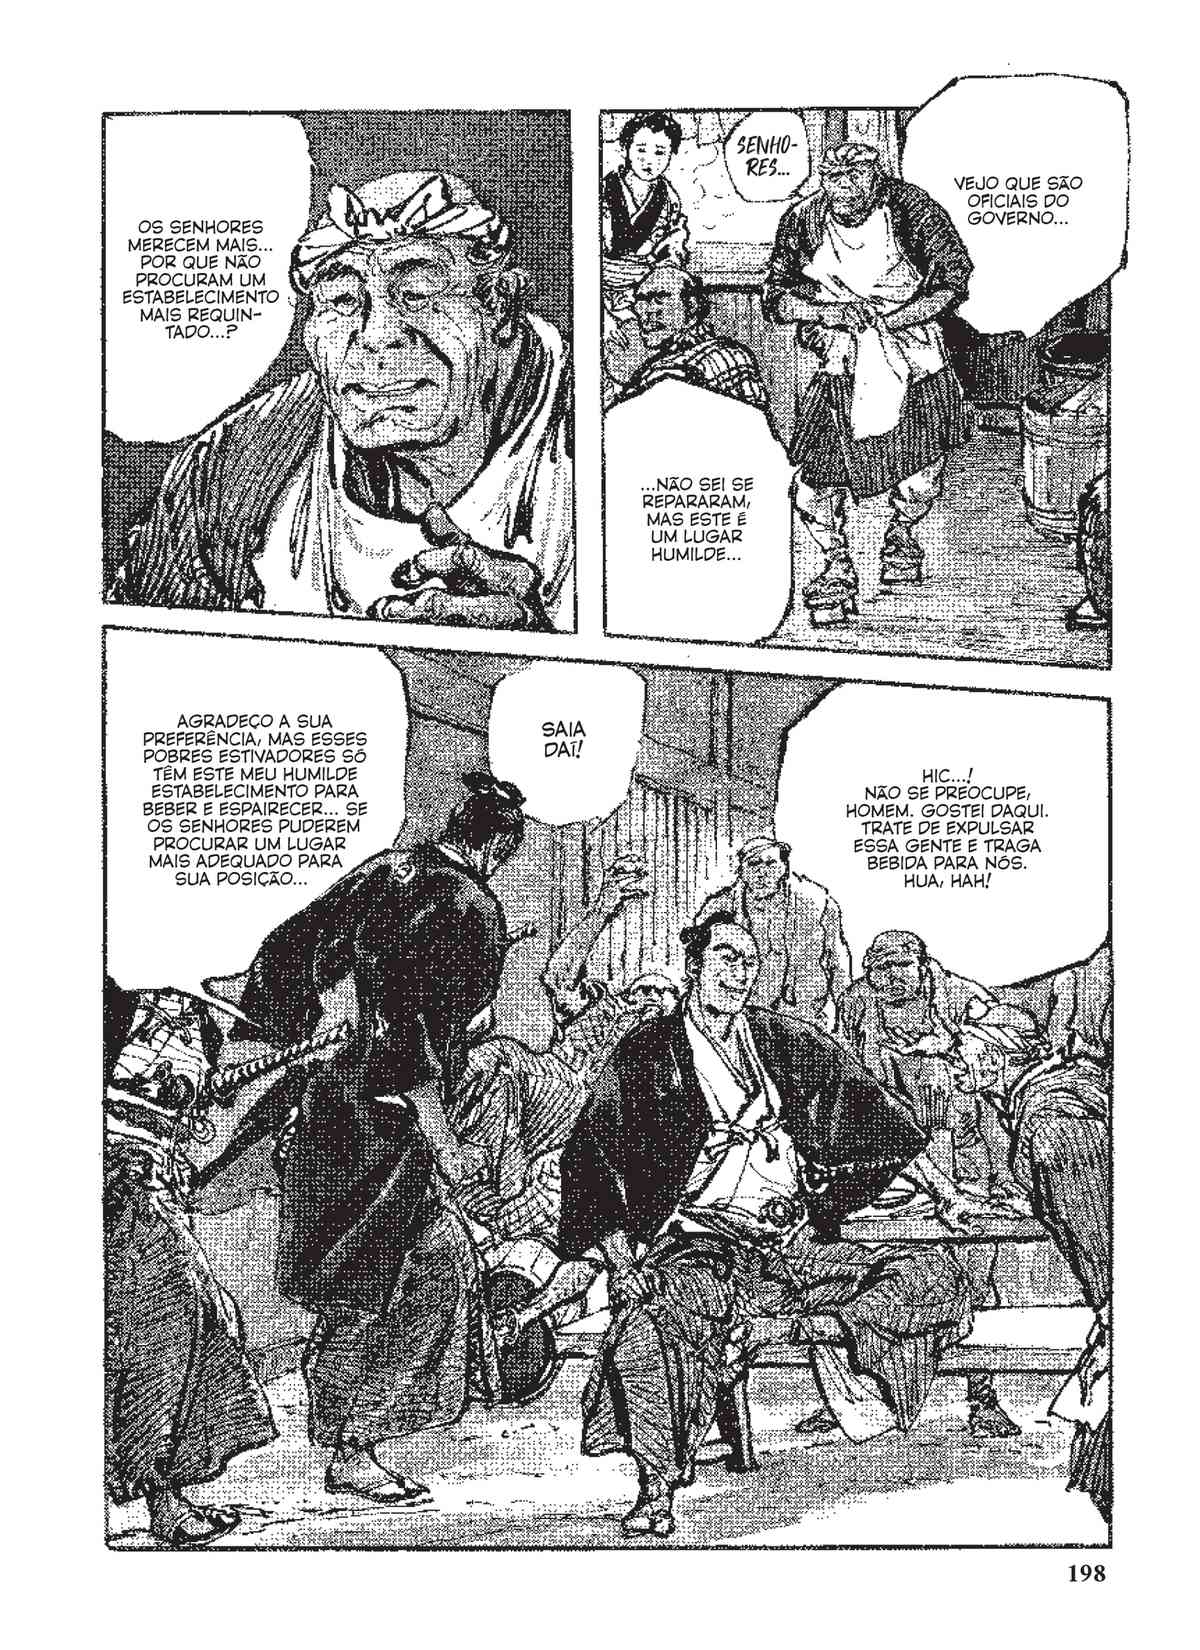 VEJO QUE SÃO
OFICIAIS DO
GOVERNO...
SENHO-
RES...
...NÃO SEI SE
REPARARAM,
MAS ESTE É
UM LUGAR
HUMILDE...
OS SENHORES
MERECEM MAIS...
POR QUE NÃO
PROCURAM UM
ESTABELECIMENTO
MAIS REQUIN-
TADO...?
HIC...!
NÃO SE PREOCUPE,
HOMEM. GOSTEI DAQUI.
TRATE DE EXPULSAR
ESSA GENTE E TRAGA
BEBIDA PARA NÓS.
HUA, HAH!
SAIA
DAÍ!
AGRADEÇO A SUA
PREFERÊNCIA, MAS ESSES
POBRES ESTIVADORES SÓ
TÊM ESTE MEU HUMILDE
ESTABELECIMENTO PARA
BEBER E ESPAIRECER... SE
OS SENHORES PUDEREM
PROCURAR UM LUGAR
MAIS ADEQUADO PARA
SUA POSIÇÃO...
198